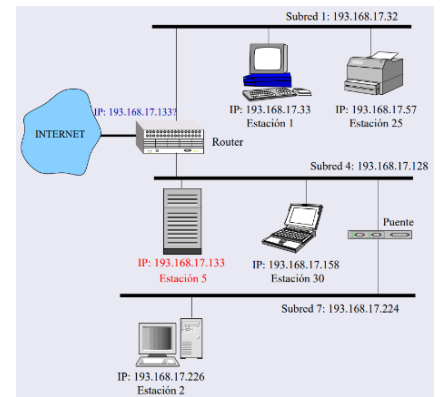 Subred 1: 193.168.17.32
IP: 193.168.17.133?
IP: 193.168.17.33
Estación 1
IP: 193.168.17.57
Estación 25
INTERNET
Router
Subred 4: 193.168.17.128
Puente
IP: 193.168.17.133
Estación 5
IP: 193.168.17.158
Estación 30
Subred 7: 193.168.17.224
IP: 193.168.17.226
Estación 2